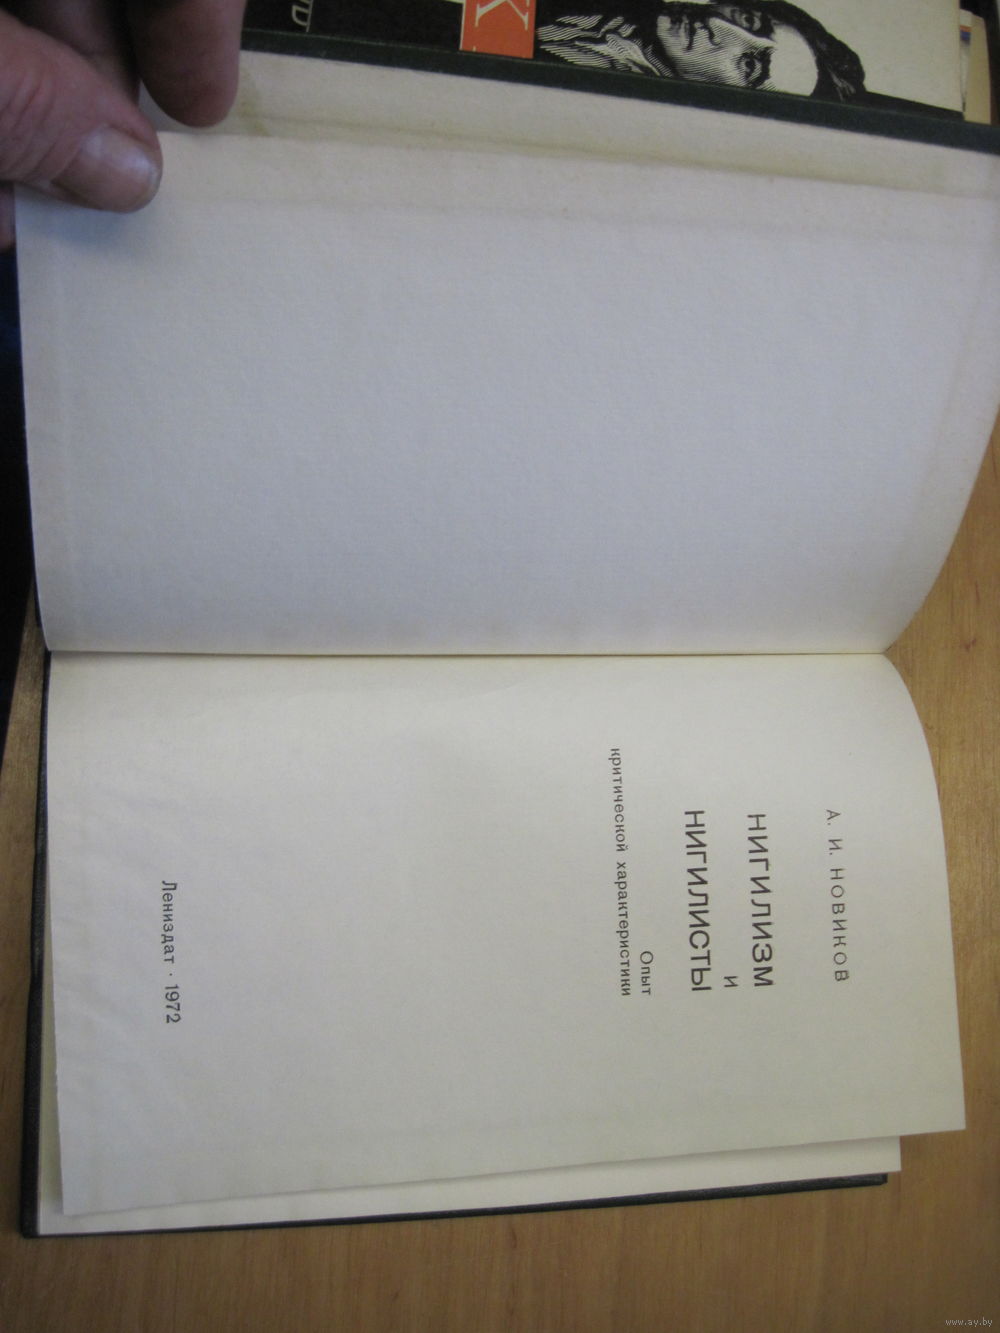 А. И. НОВИКОВ
НИГИЛИЗМ
и
НИГИЛИСТЫ
Опыт
критической характеристики
Лениздат · 1972
К
www.ay.by